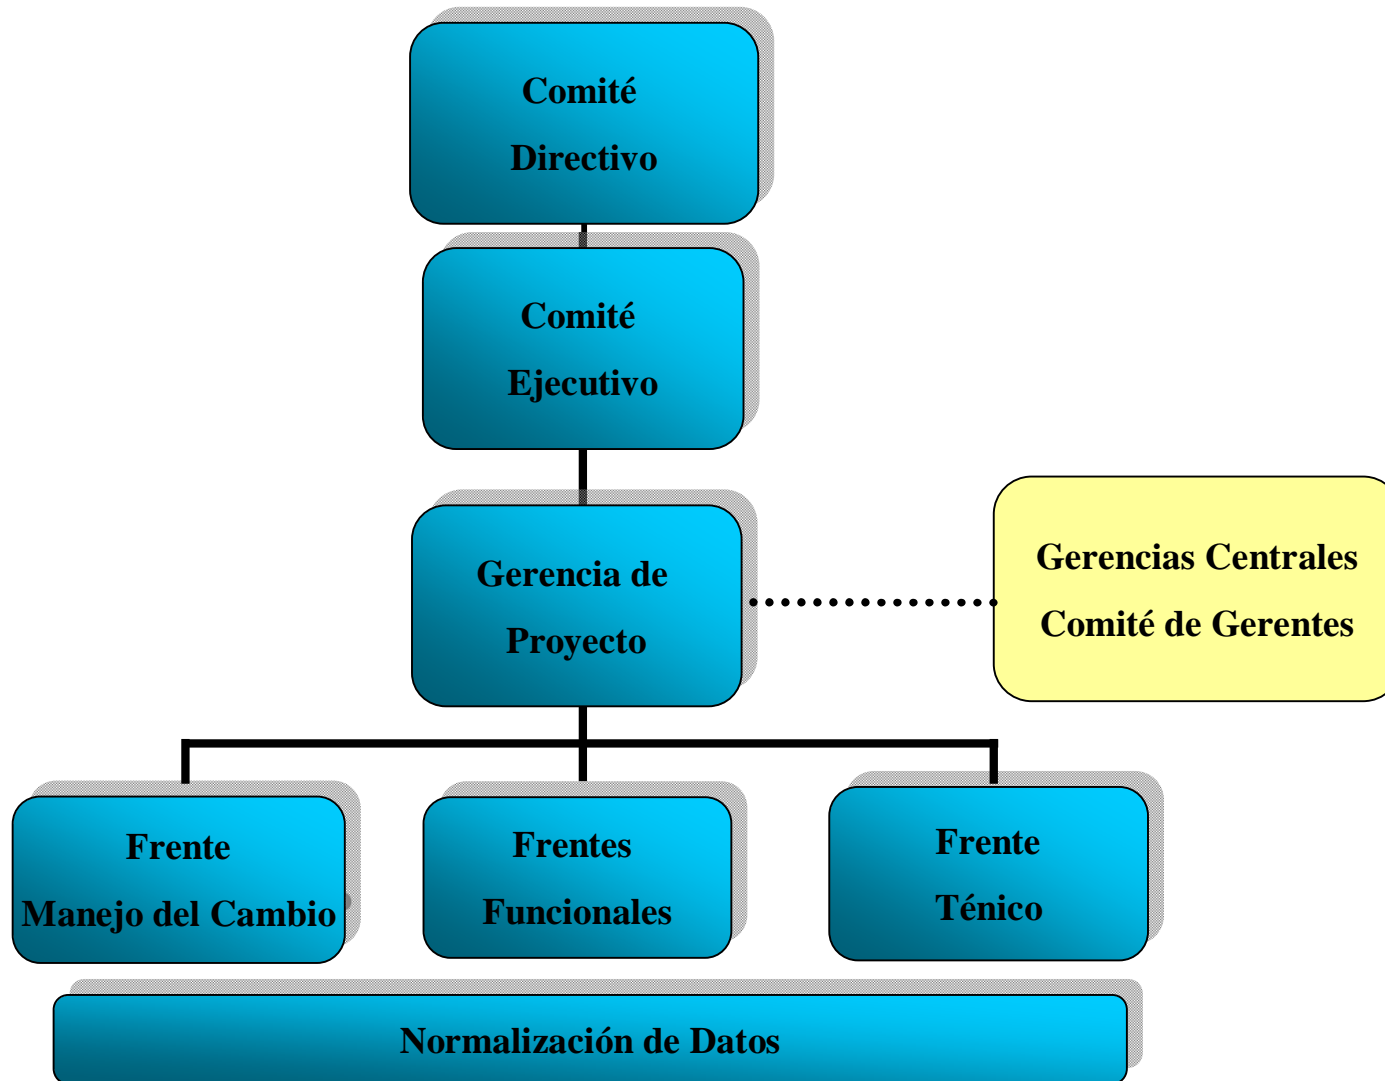 Comité
Directivo
Comité
Ejecutivo
Gerencia de
Proyecto
Gerencias Centrales
Comité de Gerentes
Frente
Manejo del Cambio
Frentes
Funcionales
Frente
Ténico
Normalización de Datos